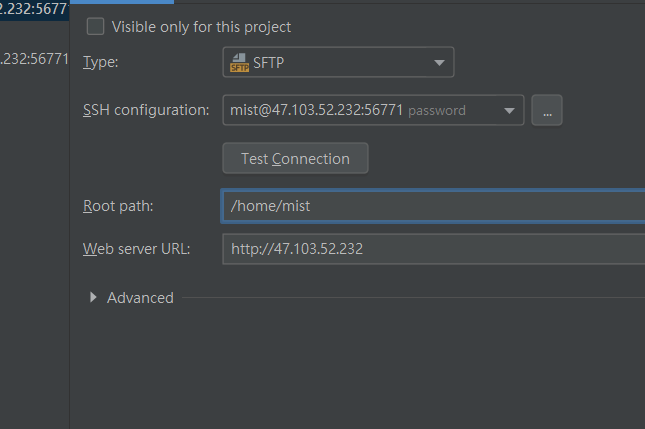 2.232:56771
Visible only for this project
.232:56771
Type:
SFTP
SFTP
SSH configuration:
mist@47.103.52.232:56771 password
...
Test Connection
Root path:
/home/mist
Web server URL:
http://47.103.52.232
Advanced